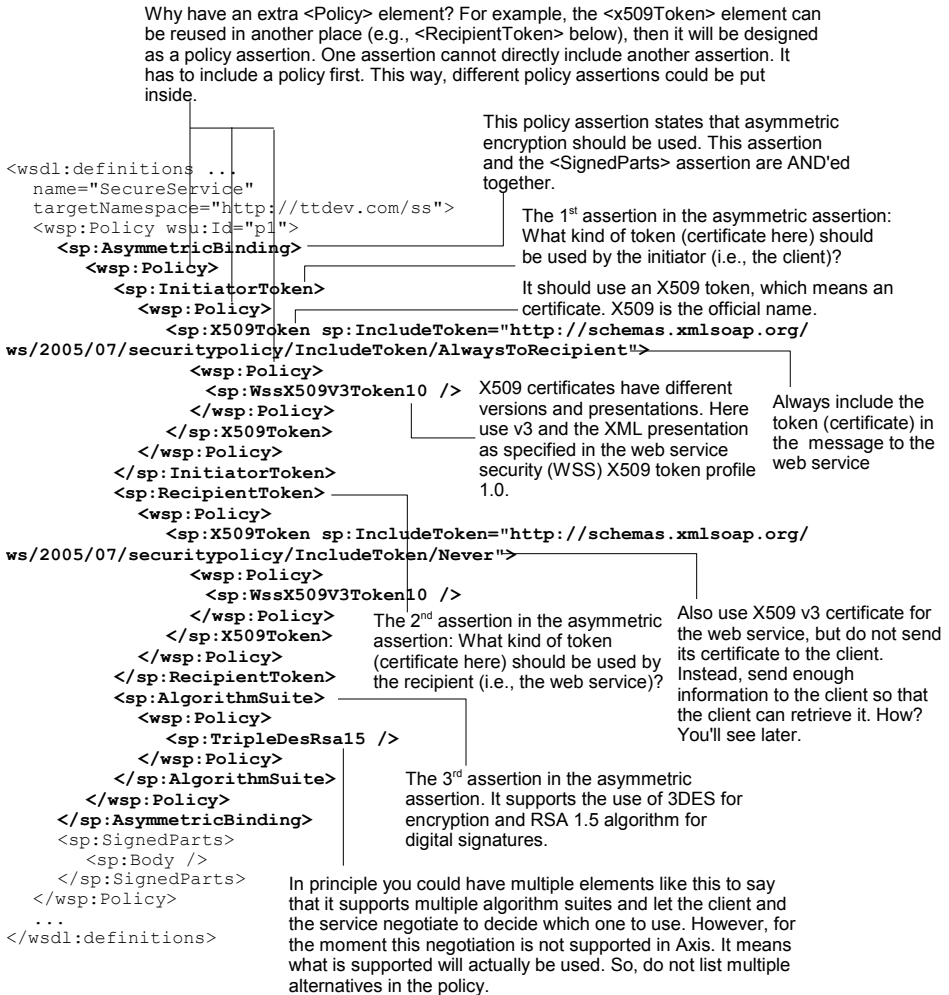 Why have an extra <Policy> element? For example, the <x509Token> element can
be reused in another place (e.g., <RecipientToken> below), then it will be designed
as a policy assertion. One assertion cannot directly include another assertion. It
has to include a policy first. This way, different policy assertions could be put
inside.
This policy assertion states that asymmetric
encryption should be used. This assertion
and the <SignedParts> assertion are AND'ed
together.
<wsdl:definitions ...
name="SecureService"
targetNamespace="http://ttdev.com/ss">
<wsp:Policy wsu:Id="p1">
<sp:AsymmetricBinding>
The 1st assertion in the asymmetric assertion:
What kind of token (certificate here) should
be used by the initiator (i.e., the client)?
<wsp:Policy>
<sp:InitiatorToken>
<wsp:Policy>
It should use an X509 token, which means an
certificate. X509 is the official name.
<sp:X509Token sp:IncludeToken="http://schemas.xmlsoap.org/
ws/2005/07/securitypolicy/IncludeToken/AlwaysToRecipient">
<wsp:Policy>
<sp:WssX509V3Token10 />
</wsp:Policy>
</sp:X509Token>
</wsp:Policy>
</sp:InitiatorToken>
X509 certificates have different
versions and presentations. Here
use v3 and the XML presentation
as specified in the web service
security (WSS) X509 token profile
1.0.
Always include the
token (certificate) in
the message to the
web service
<sp:RecipientToken>
<wsp:Policy>
<sp:X509Token sp:IncludeToken="http://schemas.xmlsoap.org/
ws/2005/07/securitypolicy/IncludeToken/Never">
<wsp:Policy>
<sp:WssX509V3Token10 />
</wsp:Policy>
</sp:X509Token>
</wsp:Policy>
</sp:RecipientToken>
The 2nd assertion in the asymmetric
assertion: What kind of token
(certificate here) should be used by
the recipient (i.e., the web service)?
Also use X509 v3 certificate for
the web service, but do not send
its certificate to the client.
Instead, send enough
information to the client so that
the client can retrieve it. How?
You'll see later.
<sp:AlgorithmSuite>
<wsp:Policy>
<sp:TripleDesRsa15 />
</wsp:Policy>
</sp:AlgorithmSuite>
</wsp:Policy>
</sp:AsymmetricBinding>
The 3rd assertion in the asymmetric
assertion. It supports the use of 3DES for
encryption and RSA 1.5 algorithm for
digital signatures.
<sp:SignedParts>
<sp:Body />
</sp:SignedParts>
</wsp:Policy>
...
</wsdl:definitions>
In principle you could have multiple elements like this to say
that it supports multiple algorithm suites and let the client and
the service negotiate to decide which one to use. However, for
the moment this negotiation is not supported in Axis. It means
what is supported will actually be used. So, do not list multiple
alternatives in the policy.